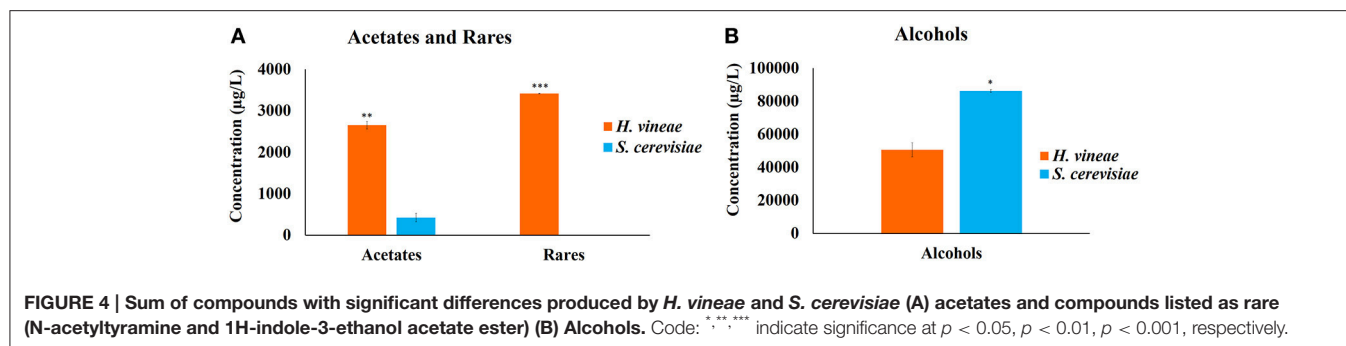 A Acetates and Rares
Concentration (µg/L)
4000
3000
2000
1000
0
**
***
Acetates Rares
H. vineae
S. cerevisiae
B Alcohols
Concentration (µg/L)
100000
80000
60000
40000
20000
0
*
Alcohols
H. vineae
S. cerevisiae
FIGURE 4 | Sum of compounds with significant differences produced by H. vineae and S. cerevisiae (A) acetates and compounds listed as rare
(N-acetyltyramine and 1H-indole-3-ethanol acetate ester) (B) Alcohols. Code: *,**,*** indicate significance at p < 0.05, p < 0.01, p < 0.001, respectively.